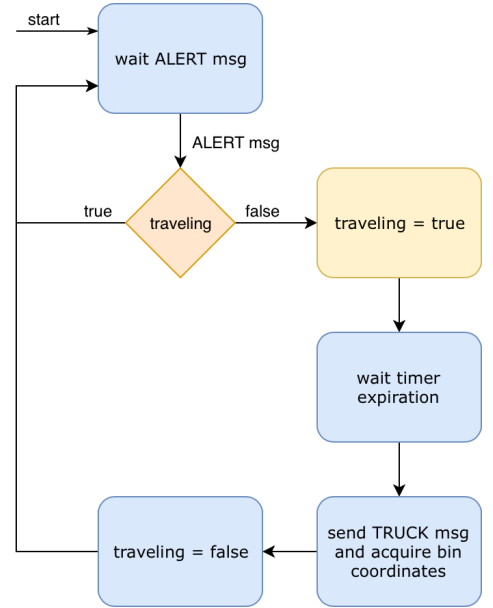 start
wait ALERT msg
ALERT msg
true
traveling
false
traveling = true
wait timer
expiration
send TRUCK msg
and acquire bin
coordinates
traveling = false